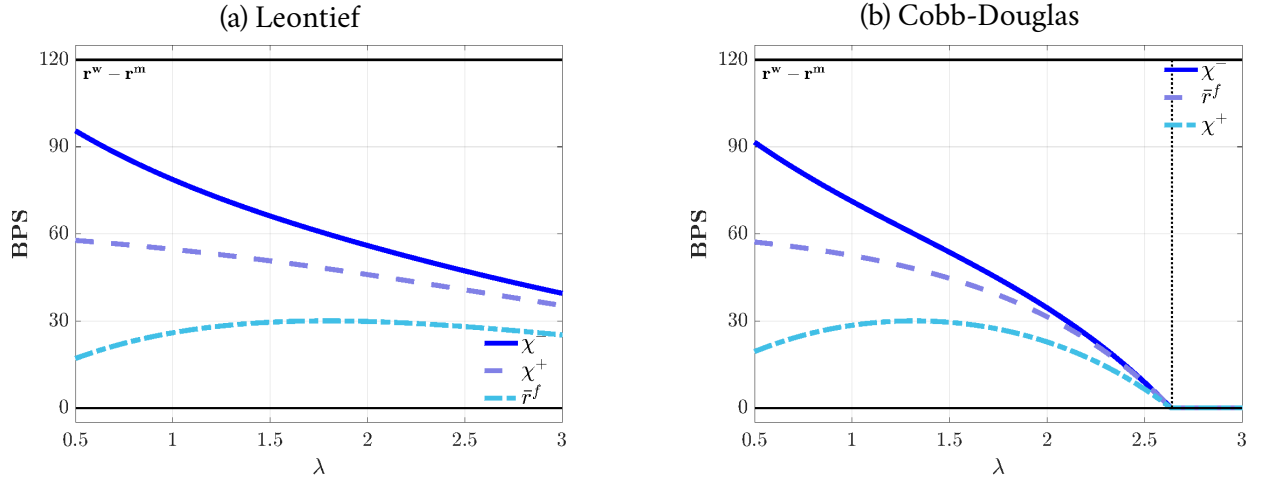 (a) Leontief
120
90
60
30
0
BPS
r^w − r^m
χ^-
χ^+
r̄^f
0.5 1 1.5 2 2.5 3
λ
(b) Cobb-Douglas
120
90
60
30
0
BPS
r^w − r^m
χ^-
r̄^f
χ^+
0.5 1 1.5 2 2.5 3
λ